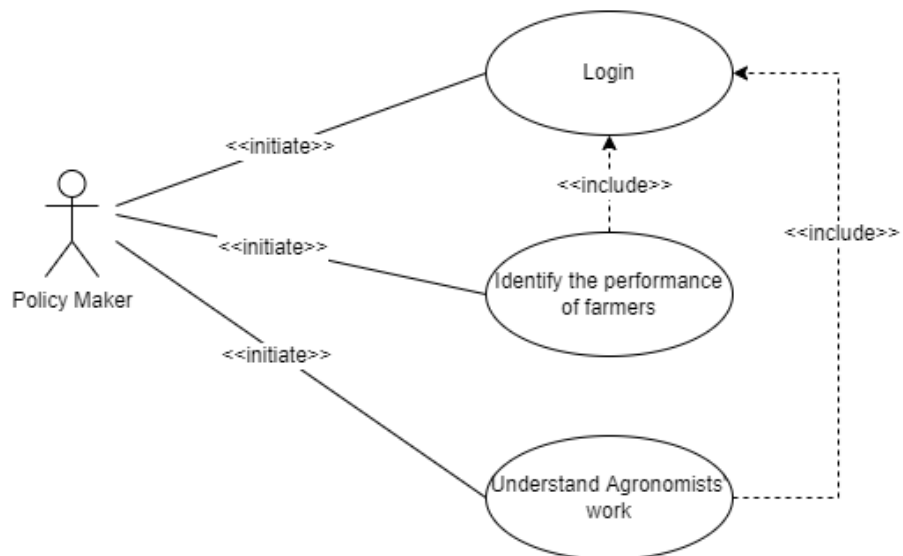 Login
<<initiate>>
<<include>>
<<include>>
<<initiate>>
Identify the performance
of farmers
Policy Maker
<<initiate>>
Understand Agronomists
work